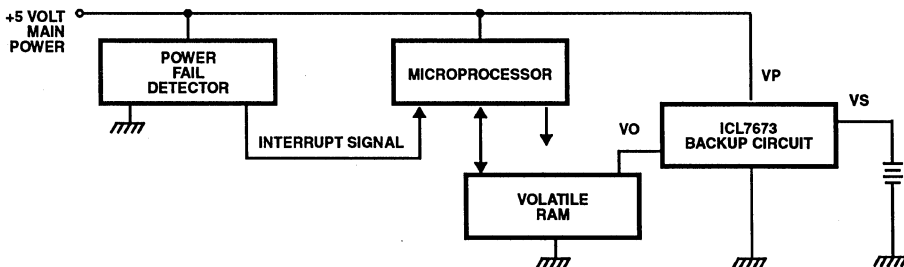 +5 VOLT
MAIN
POWER
POWER
FAIL
DETECTOR
MICROPROCESSOR
VP
VS
INTERRUPT SIGNAL
VO
ICL7673
BACKUP CIRCUIT
VOLATILE
RAM